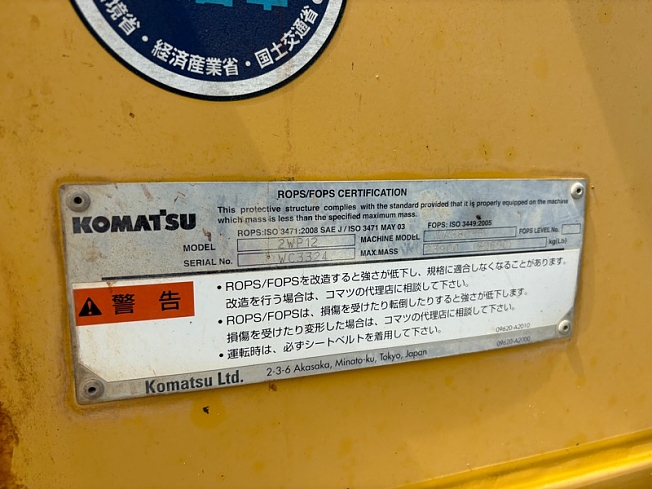 環境省・経済産業省・国土交通省
ROPS/FOPS CERTIFICATION
This protective structure complies with the standard provided that it is properly equipped on the machine
which mass is less than the specified maximum mass.
KOMATSU
ROPS:ISO 3471:2008 SAE J / ISO 3471 MAY 03 FOPS: ISO 3449:2005
MODEL 2WP12 MACHINE MODEL FOPS LEVEL No.
SERIAL No. WC3324 MAX:MASS kg(Lb)
警告
・ROPS/FOPSを改造すると強さが低下し、規格に適合しなくなることがあります。
改造を行う場合は、コマツの代理店に相談して下さい。
・ROPS/FOPSは、損傷を受けたり転倒したりすると強さが低下します。
損傷を受けたり変形した場合は、コマツの代理店に相談して下さい。
・運転時は、必ずシートベルトを着用して下さい。
09620-A2010
09620-A2000
Komatsu Ltd. 2-3-6 Akasaka, Minato-ku, Tokyo, Japan